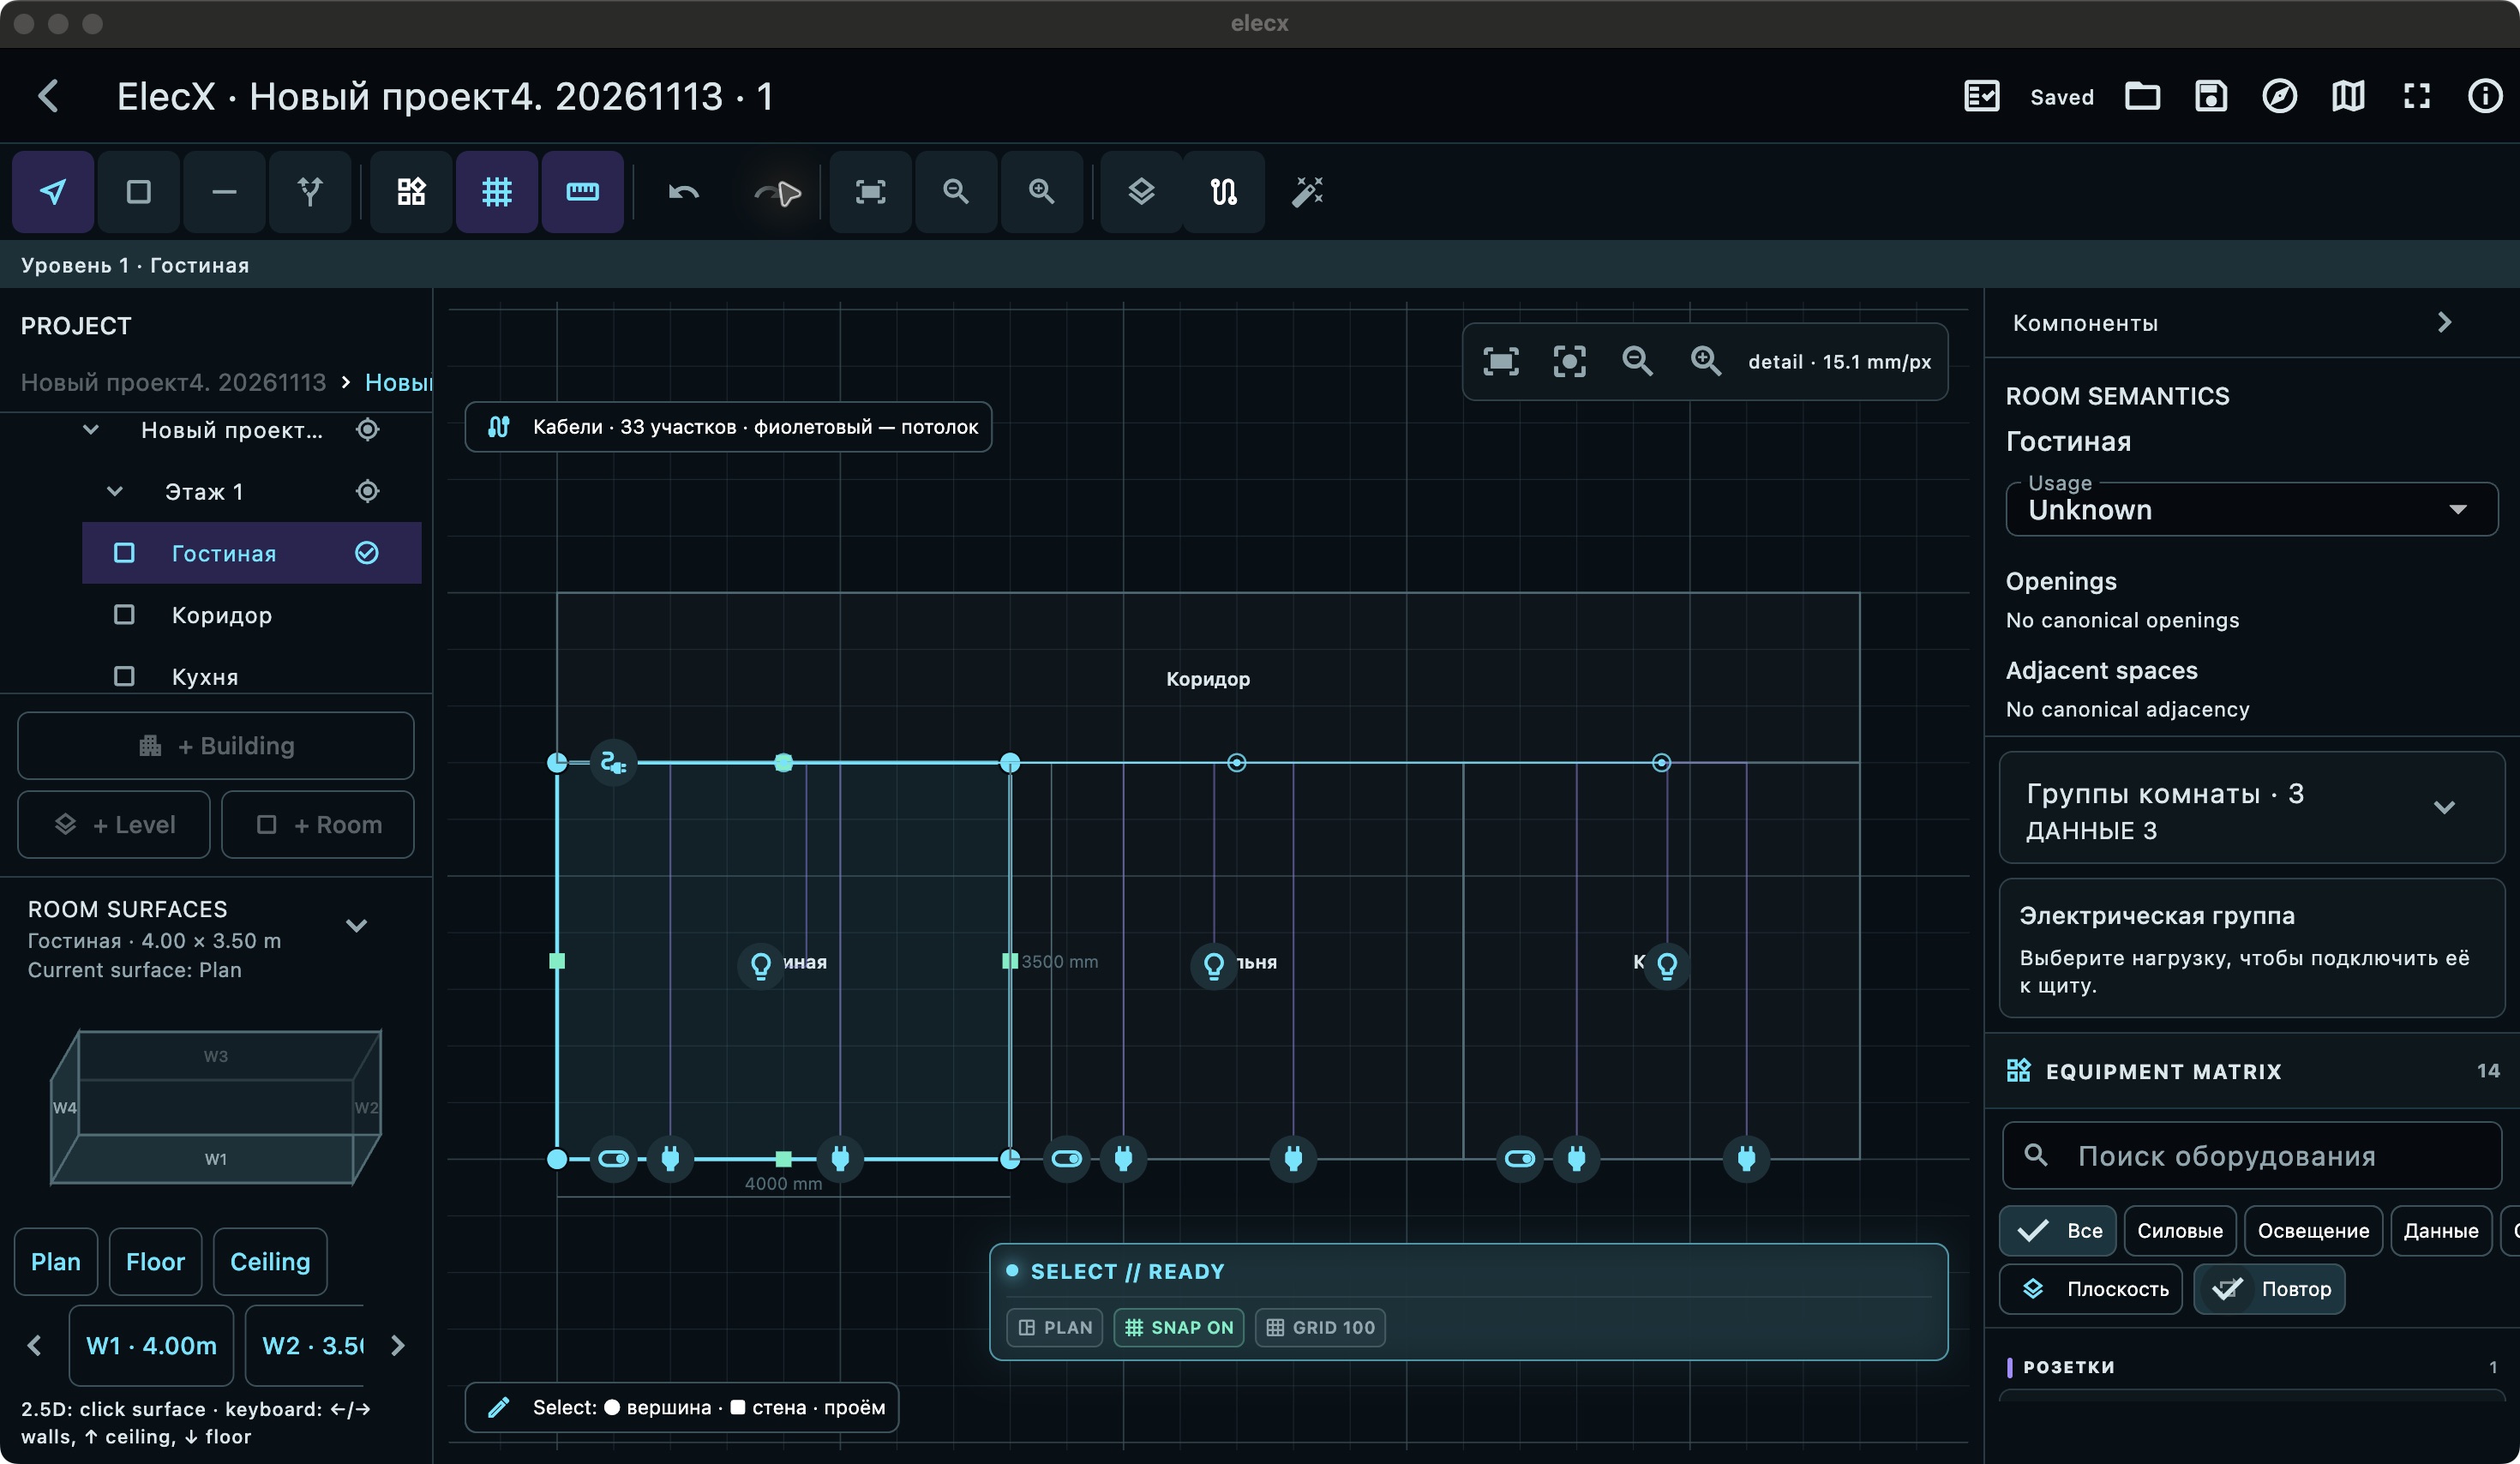 elecx
ElecX · Новый проект4. 20261113 · 1
Saved
Уровень 1 · Гостиная
PROJECT
Новый проект4. 20261113 › Новы
Новый проект...
Этаж 1
Гостиная
Коридор
Кухня
+ Building
+ Level
+ Room
ROOM SURFACES
Гостиная · 4.00 × 3.50 m
Current surface: Plan
W3
W4
W2
W1
Plan
Floor
Ceiling
W1 · 4.00m
W2 · 3.5
2.5D: click surface · keyboard: ←/→
walls, ↑ ceiling, ↓ floor
detail · 15.1 mm/px
Кабели · 33 участков · фиолетовый — потолок
Коридор
иная
3500 mm
льня
К
4000 mm
SELECT // READY
PLAN
SNAP ON
GRID 100
Select: вершина · стена · проём
Компоненты
ROOM SEMANTICS
Гостиная
Usage
Unknown
Openings
No canonical openings
Adjacent spaces
No canonical adjacency
Группы комнаты · 3
ДАННЫЕ 3
Электрическая группа
Выберите нагрузку, чтобы подключить её
к щиту.
EQUIPMENT MATRIX
14
Поиск оборудования
Все
Силовые
Освещение
Данные
Плоскость
Повтор
РОЗЕТКИ
1